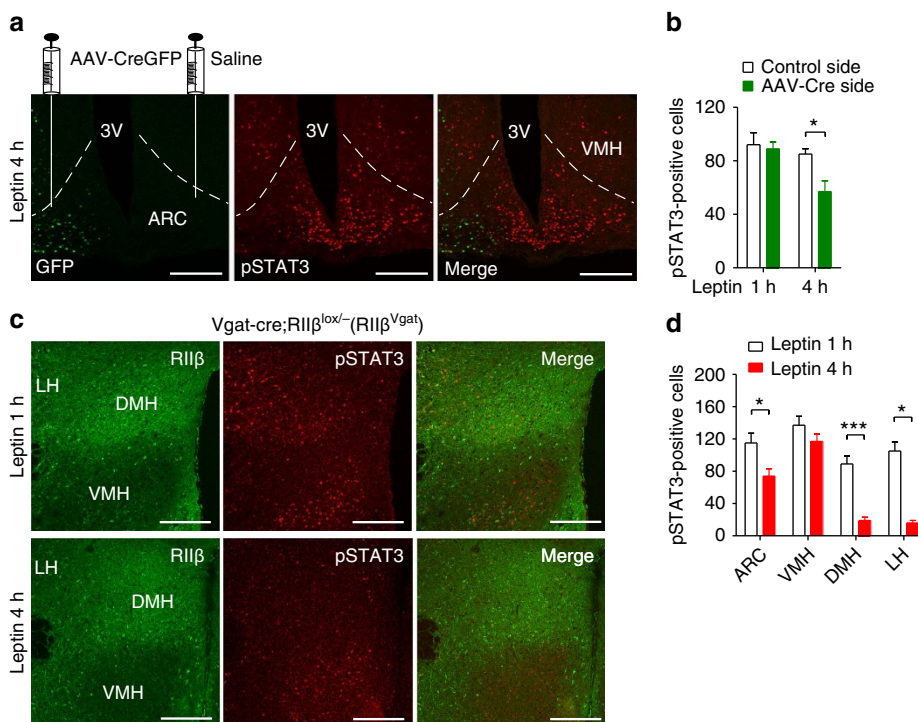 a
AAV-CreGFP
Saline
Leptin 4 h
3V
ARC
GFP
3V
pSTAT3
3V
VMH
Merge
b
Control side
AAV-Cre side
pSTAT3-positive cells
120
80
40
0
*
Leptin 1 h 4 h
c
Vgat-cre;RIIβlox/–(RIIβVgat)
Leptin 1 h
RIIβ
LH
DMH
VMH
pSTAT3
Merge
Leptin 4 h
RIIβ
LH
DMH
VMH
pSTAT3
Merge
d
Leptin 1 h
Leptin 4 h
pSTAT3-positive cells
200
160
120
80
40
0
*
***
*
ARC
VMH
DMH
LH